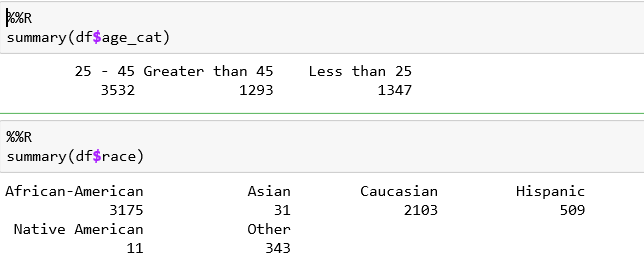 %%R
summary(df$age_cat)
25 - 45 Greater than 45 Less than 25
3532 1293 1347
%%R
summary(df$race)
African-American Asian Caucasian Hispanic
3175 31 2103 509
Native American Other
11 343